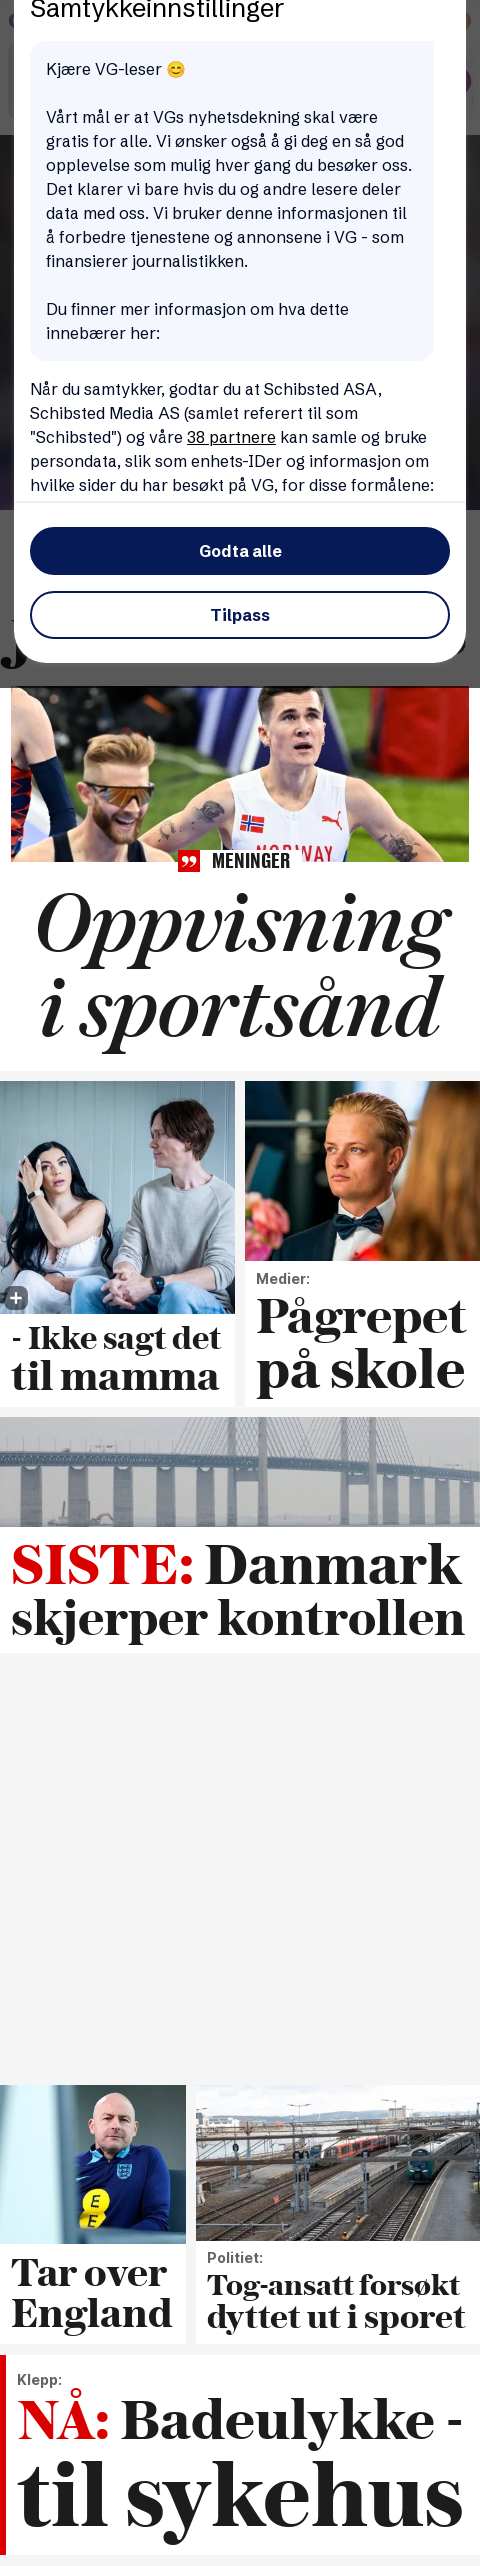 Samtykkeinnstillinger
Kjære VG-leser 😊
Vårt mål er at VGs nyhetsdekning skal være
gratis for alle. Vi ønsker også å gi deg en så god
opplevelse som mulig hver gang du besøker oss.
Det klarer vi bare hvis du og andre lesere deler
data med oss. Vi bruker denne informasjonen til
å forbedre tjenestene og annonsene i VG - som
finansierer journalistikken.
Du finner mer informasjon om hva dette
innebærer her:
Når du samtykker, godtar du at Schibsted ASA,
Schibsted Media AS (samlet referert til som
"Schibsted") og våre 38 partnere kan samle og bruke
persondata, slik som enhets-IDer og informasjon om
hvilke sider du har besøkt på VG, for disse formålene:
Godta alle
Tilpass
NORWAY
MENINGER
Oppvisning
i sportsånd
- Ikke sagt det
til mamma
Medier:
Pågrepet
på skole
SISTE: Danmark
skjerper kontrollen
Tar over
England
Politiet:
Tog-ansatt forsøkt
dyttet ut i sporet
Klepp:
NÅ: Badeulykke -
til sykehus